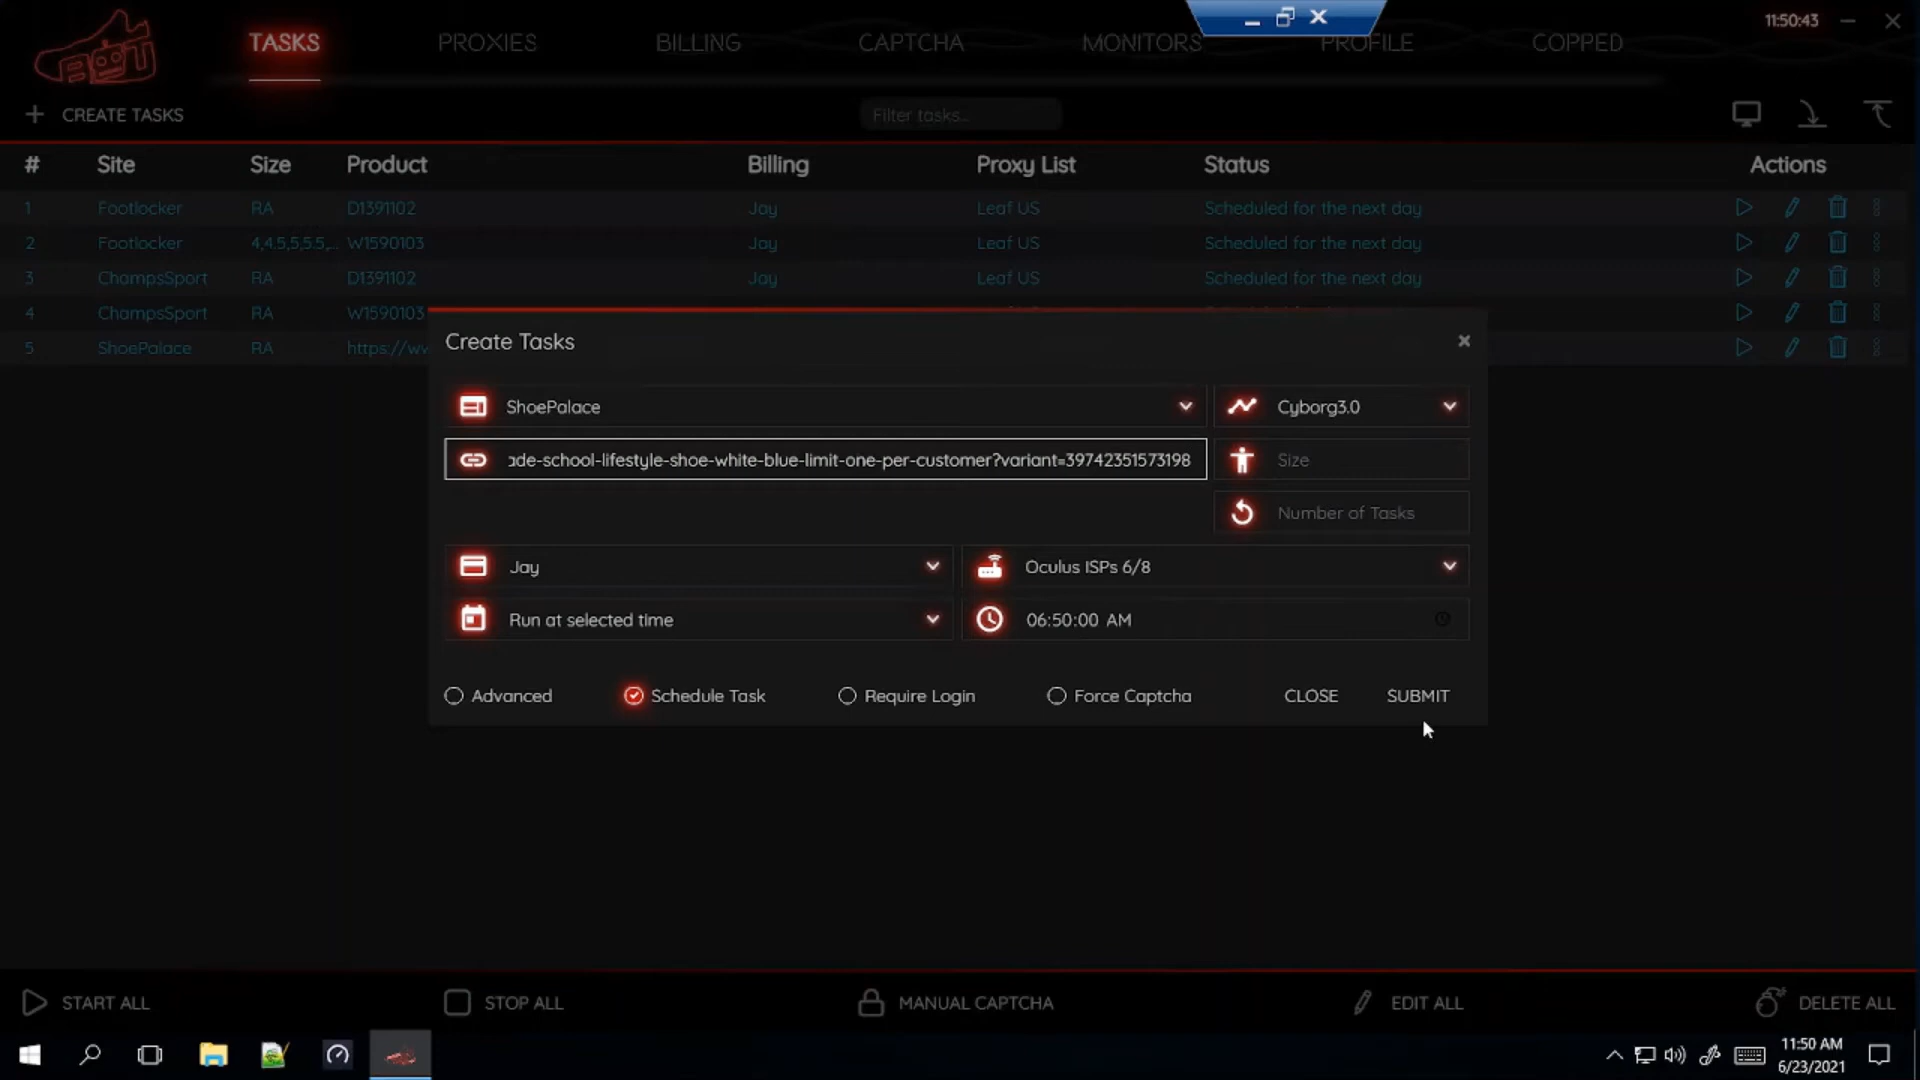 11:50:43
BOT TASKS PROXIES BILLING CAPTCHA MONITORS PROFILE COPPED
+ CREATE TASKS Filter tasks...
# Site Size Product Billing Proxy List Status Actions
1 Footlocker RA D1391102 Jay Leaf US Scheduled for the next day
2 Footlocker 4,4.5,5,5.5,... W1590103 Jay Leaf US Scheduled for the next day
3 ChampsSport RA D1391102 Jay Leaf US Scheduled for the next day
4 ChampsSport RA W1590103
5 ShoePalace RA https://ww
Create Tasks
ShoePalace Cyborg3.0
ade-school-lifestyle-shoe-white-blue-limit-one-per-customer?variant=39742351573198 Size
Number of Tasks
Jay Oculus ISPs 6/8
Run at selected time 06:50:00 AM
Advanced Schedule Task Require Login Force Captcha CLOSE SUBMIT
START ALL STOP ALL MANUAL CAPTCHA EDIT ALL DELETE ALL
11:50 AM
6/23/2021